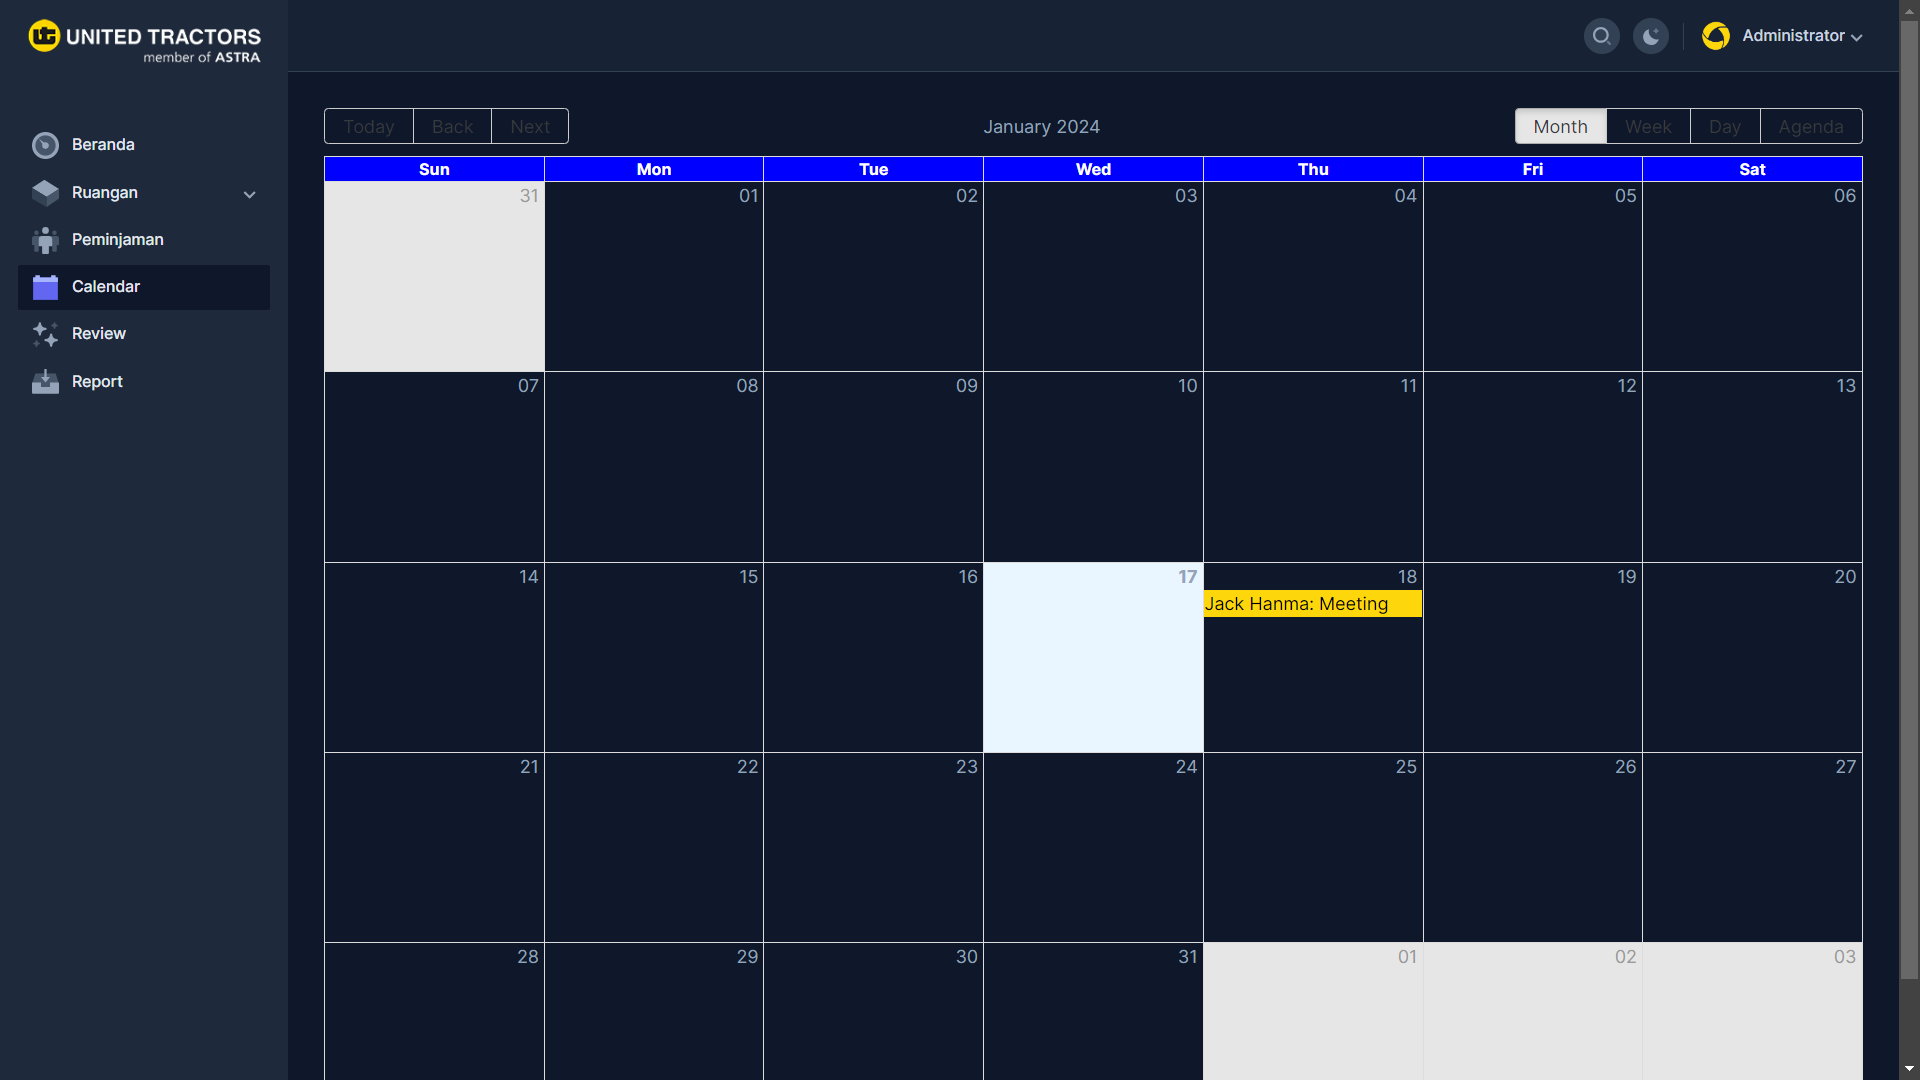 UNITED TRACTORS
member of ASTRA
Administrator
Beranda
Ruangan
Peminjaman
Calendar
Review
Report
Today Back Next
January 2024
Month Week Day Agenda
Sun Mon Tue Wed Thu Fri Sat
31 01 02 03 04 05 06
07 08 09 10 11 12 13
14 15 16 17 18 19 20
Jack Hanma: Meeting
21 22 23 24 25 26 27
28 29 30 31 01 02 03